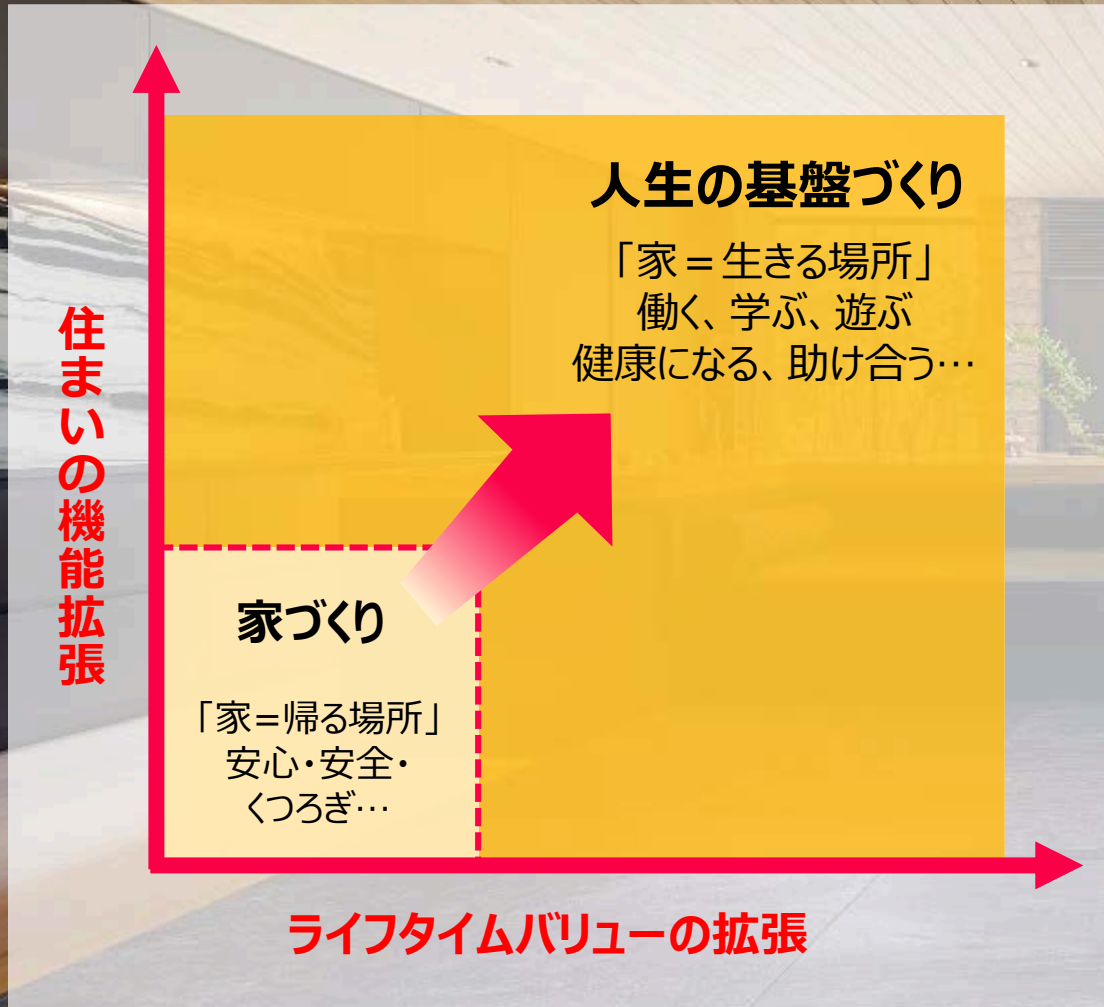 人生の基盤づくり
「家＝生きる場所」
働く、学ぶ、遊ぶ
健康になる、助け合う…
住まいの機能拡張
家づくり
「家=帰る場所」
安心・安全・
くつろぎ…
ライフタイムバリューの拡張